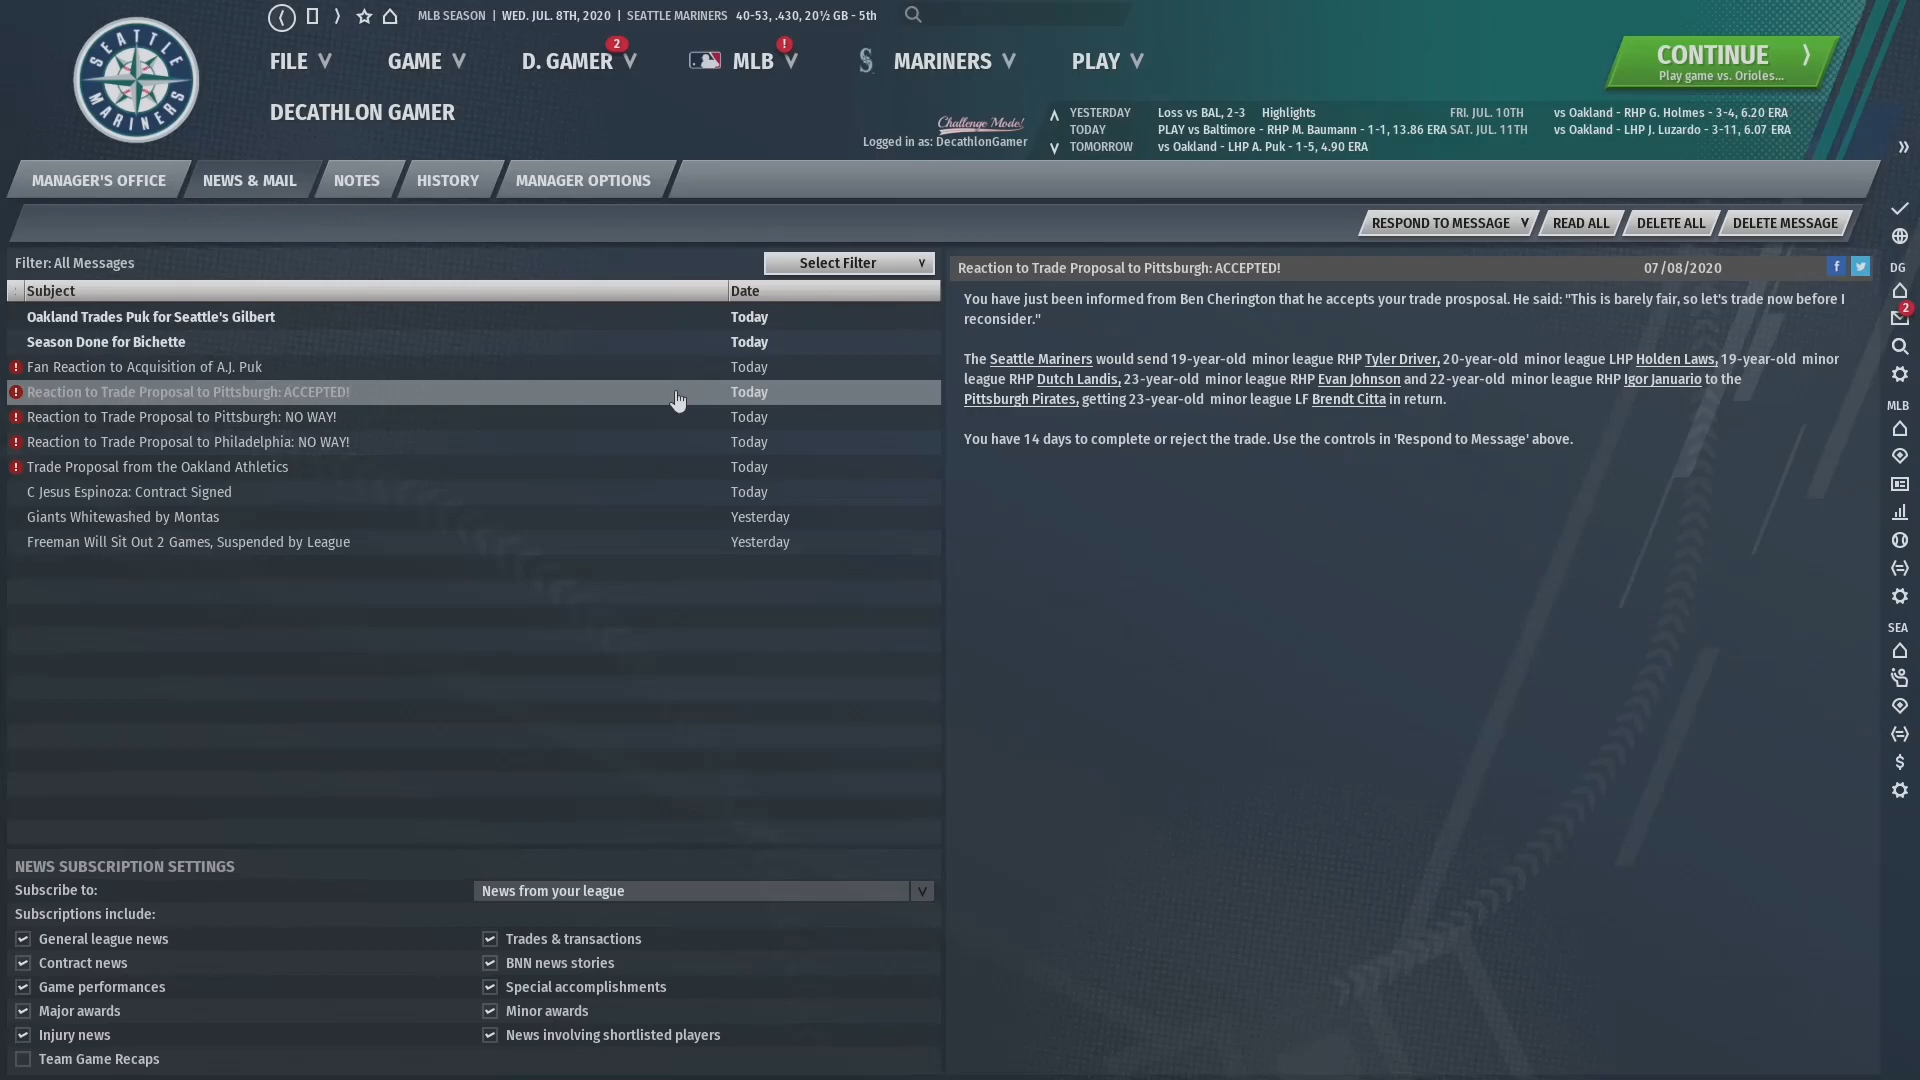 SEATTLE MARINERS
MLB SEASON | WED. JUL. 8TH, 2020 | SEATTLE MARINERS 40-53, .430, 20½ GB - 5th
FILE GAME D. GAMER 2 MLB ! MARINERS PLAY
CONTINUE
Play game vs. Orioles...
DECATHLON GAMER
Challenge Mode!
Logged in as: DecathlonGamer
YESTERDAY Loss vs BAL, 2-3 Highlights FRI. JUL. 10TH vs Oakland - RHP G. Holmes - 3-4, 6.20 ERA
TODAY PLAY vs Baltimore - RHP M. Baumann - 1-1, 13.86 ERA SAT. JUL. 11TH vs Oakland - LHP J. Luzardo - 3-11, 6.07 ERA
TOMORROW vs Oakland - LHP A. Puk - 1-5, 4.90 ERA
MANAGER'S OFFICE NEWS & MAIL NOTES HISTORY MANAGER OPTIONS
RESPOND TO MESSAGE READ ALL DELETE ALL DELETE MESSAGE
Filter: All Messages Select Filter
Subject Date
Oakland Trades Puk for Seattle's Gilbert Today
Season Done for Bichette Today
! Fan Reaction to Acquisition of A.J. Puk Today
! Reaction to Trade Proposal to Pittsburgh: ACCEPTED! Today
! Reaction to Trade Proposal to Pittsburgh: NO WAY! Today
! Reaction to Trade Proposal to Philadelphia: NO WAY! Today
! Trade Proposal from the Oakland Athletics Today
C Jesus Espinoza: Contract Signed Today
Giants Whitewashed by Montas Yesterday
Freeman Will Sit Out 2 Games, Suspended by League Yesterday
Reaction to Trade Proposal to Pittsburgh: ACCEPTED! 07/08/2020
You have just been informed from Ben Cherington that he accepts your trade prosposal. He said: "This is barely fair, so let's trade now before I
reconsider."
The Seattle Mariners would send 19-year-old minor league RHP Tyler Driver, 20-year-old minor league LHP Holden Laws, 19-year-old minor
league RHP Dutch Landis, 23-year-old minor league RHP Evan Johnson and 22-year-old minor league RHP Igor Januario to the
Pittsburgh Pirates, getting 23-year-old minor league LF Brendt Citta in return.
You have 14 days to complete or reject the trade. Use the controls in 'Respond to Message' above.
NEWS SUBSCRIPTION SETTINGS
Subscribe to: News from your league
Subscriptions include:
General league news Trades & transactions
Contract news BNN news stories
Game performances Special accomplishments
Major awards Minor awards
Injury news News involving shortlisted players
Team Game Recaps
DG
2
MLB
SEA
$